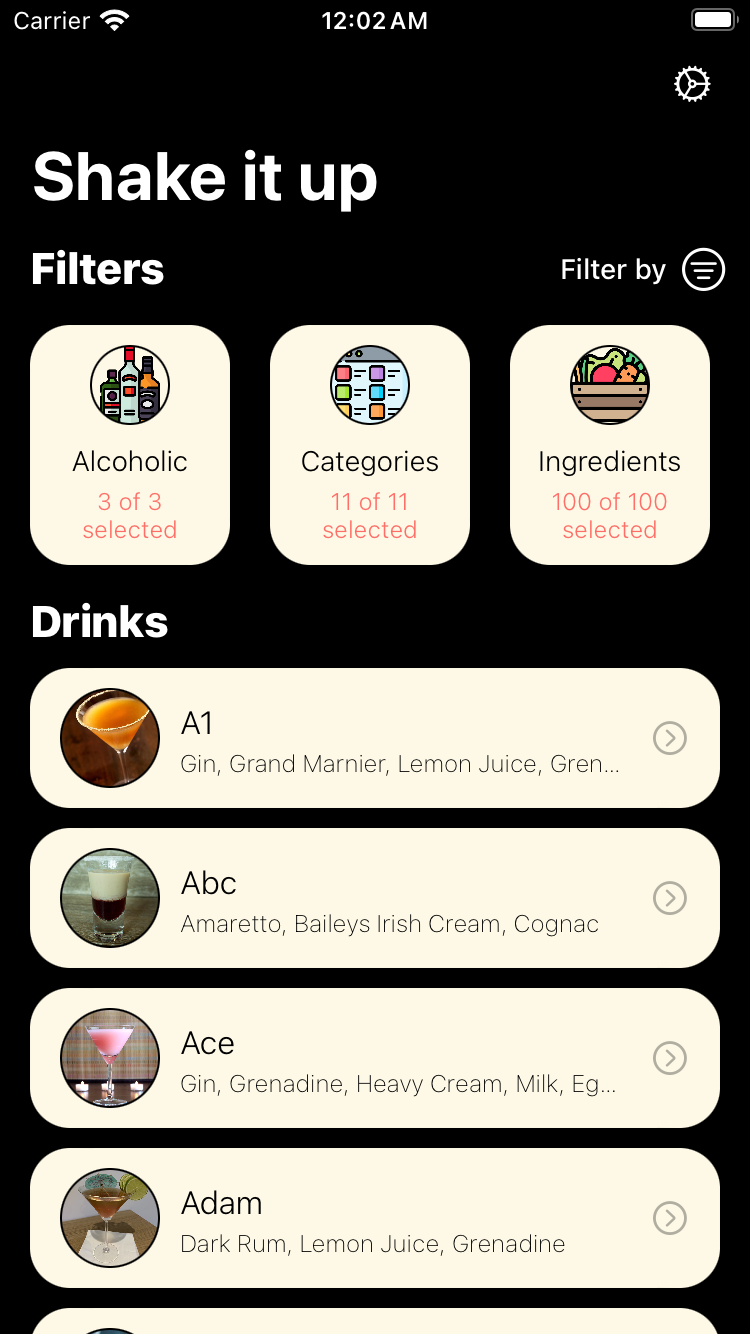 Carrier 12:02 AM
Shake it up
Filters Filter by
Alcoholic Categories Ingredients
3 of 3 11 of 11 100 of 100
selected selected selected
Drinks
A1
Gin, Grand Marnier, Lemon Juice, Gren...
Abc
Amaretto, Baileys Irish Cream, Cognac
Ace
Gin, Grenadine, Heavy Cream, Milk, Eg...
Adam
Dark Rum, Lemon Juice, Grenadine